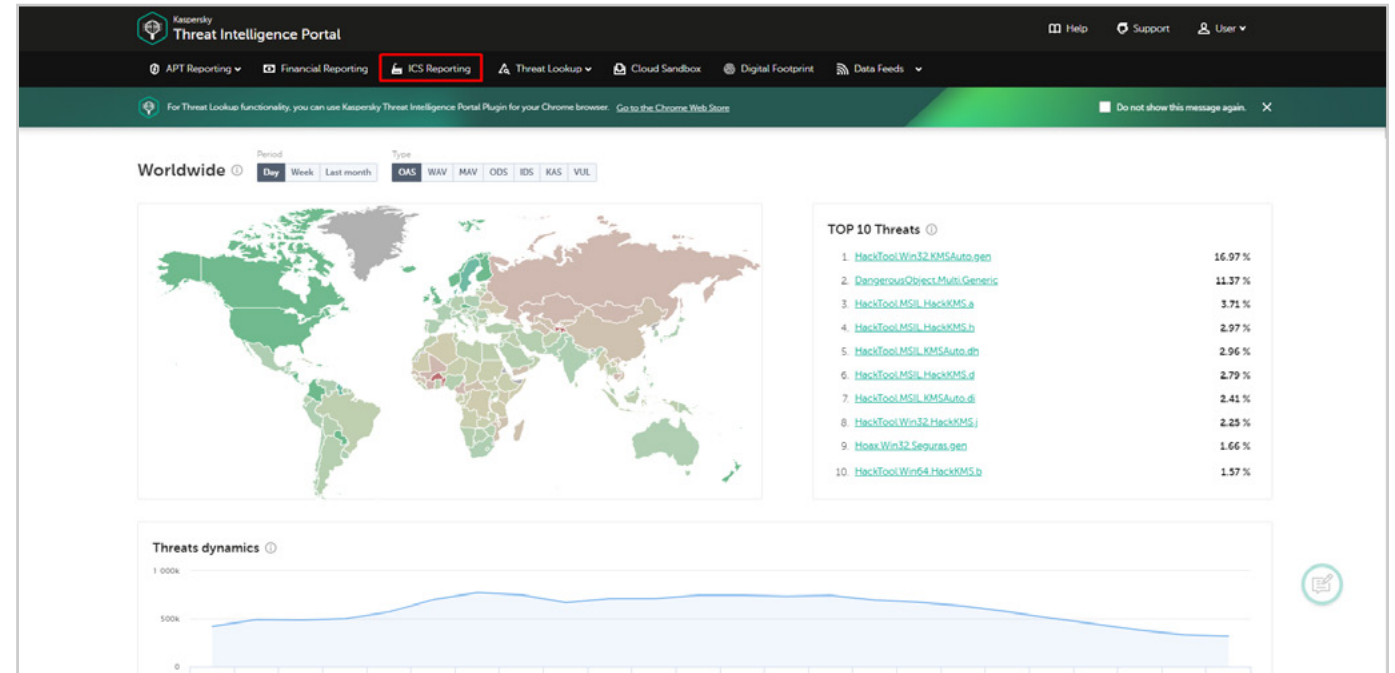 Kaspersky
Threat Intelligence Portal
Help Support User
APT Reporting Financial Reporting ICS Reporting Threat Lookup Cloud Sandbox Digital Footprint Data Feeds
For Threat Lookup functionality, you can use Kaspersky Threat Intelligence Portal Plugin for your Chrome browser. Go to the Chrome Web Store Do not show this message again.
Period Type
Worldwide Day Week Last month OAS WAV MAV ODS IDS KAS VUL
TOP 10 Threats
1. HackTool.Win32.KMSAuto.gen 16.97 %
2. DangerousObject.Multi.Generic 11.37 %
3. HackTool.MSIL.HackKMS.a 3.71 %
4. HackTool.MSIL.HackKMS.h 2.97 %
5. HackTool.MSIL.KMSAuto.dh 2.96 %
6. HackTool.MSIL.HackKMS.d 2.79 %
7. HackTool.MSIL.KMSAuto.di 2.41 %
8. HackTool.Win32.HackKMS.j 2.25 %
9. Hoax.Win32.Seguras.gen 1.66 %
10. HackTool.Win64.HackKMS.b 1.57 %
Threats dynamics
1 000k
500k
0